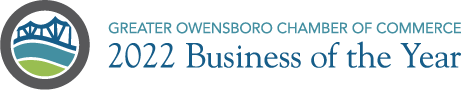 GREATER OWENSBORO CHAMBER OF COMMERCE
2022 Business of the Year